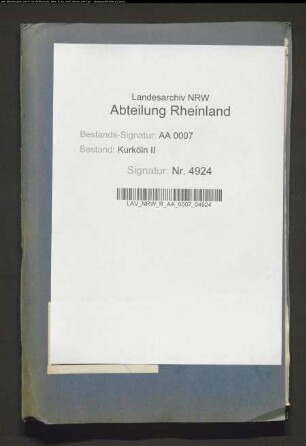 Landesarchiv NRW
Abteilung Rheinland
Bestands-Signatur: AA 0007
Bestand: Kurköln II
Signatur: Nr. 4924
LAV_NRW_R_AA_0007_04924